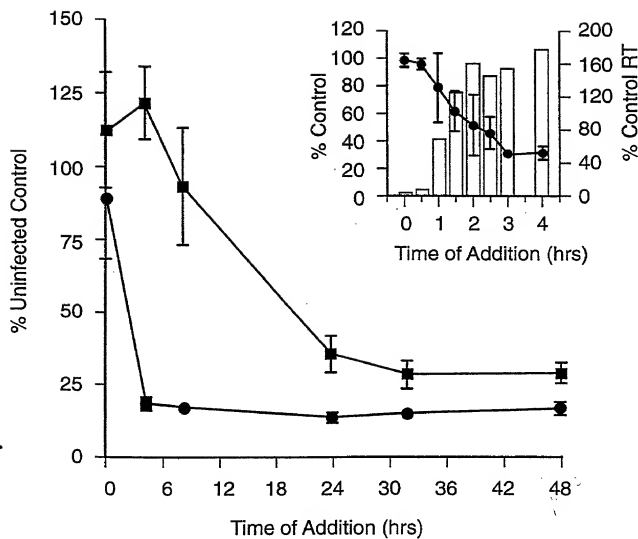 150
125
100
75
50
25
0
% Uninfected Control
0 6 12 18 24 30 36 42 48
Time of Addition (hrs)
120
100
80
60
40
20
0
% Control
200
160
120
80
40
0
% Control RT
0 1 2 3 4
Time of Addition (hrs)